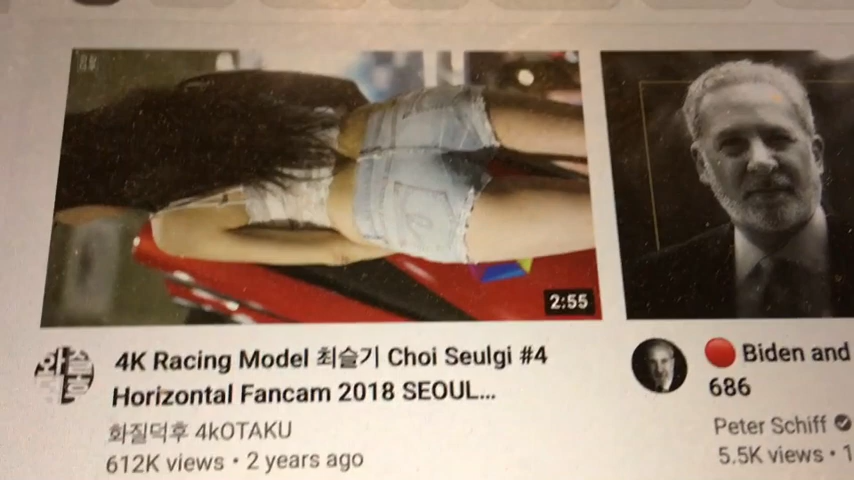 2:55
4K Racing Model 최슬기 Choi Seulgi #4
Horizontal Fancam 2018 SEOUL...
화질덕후 4kOTAKU
612K views • 2 years ago
Biden and
686
Peter Schiff
5.5K views • 1